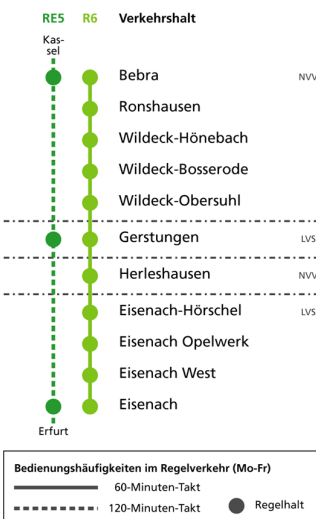 RE5 R6 Verkehrshalt
Kas-
sel
Bebra NVV
Ronshausen
Wildeck-Hönebach
Wildeck-Bosserode
Wildeck-Obersuhl
Gerstungen LVS
Herleshausen NVV
Eisenach-Hörschel LVS
Eisenach Opelwerk
Eisenach West
Eisenach
Erfurt
Bedienungshäufigkeiten im Regelverkehr (Mo-Fr)
60-Minuten-Takt
120-Minuten-Takt Regelhalt